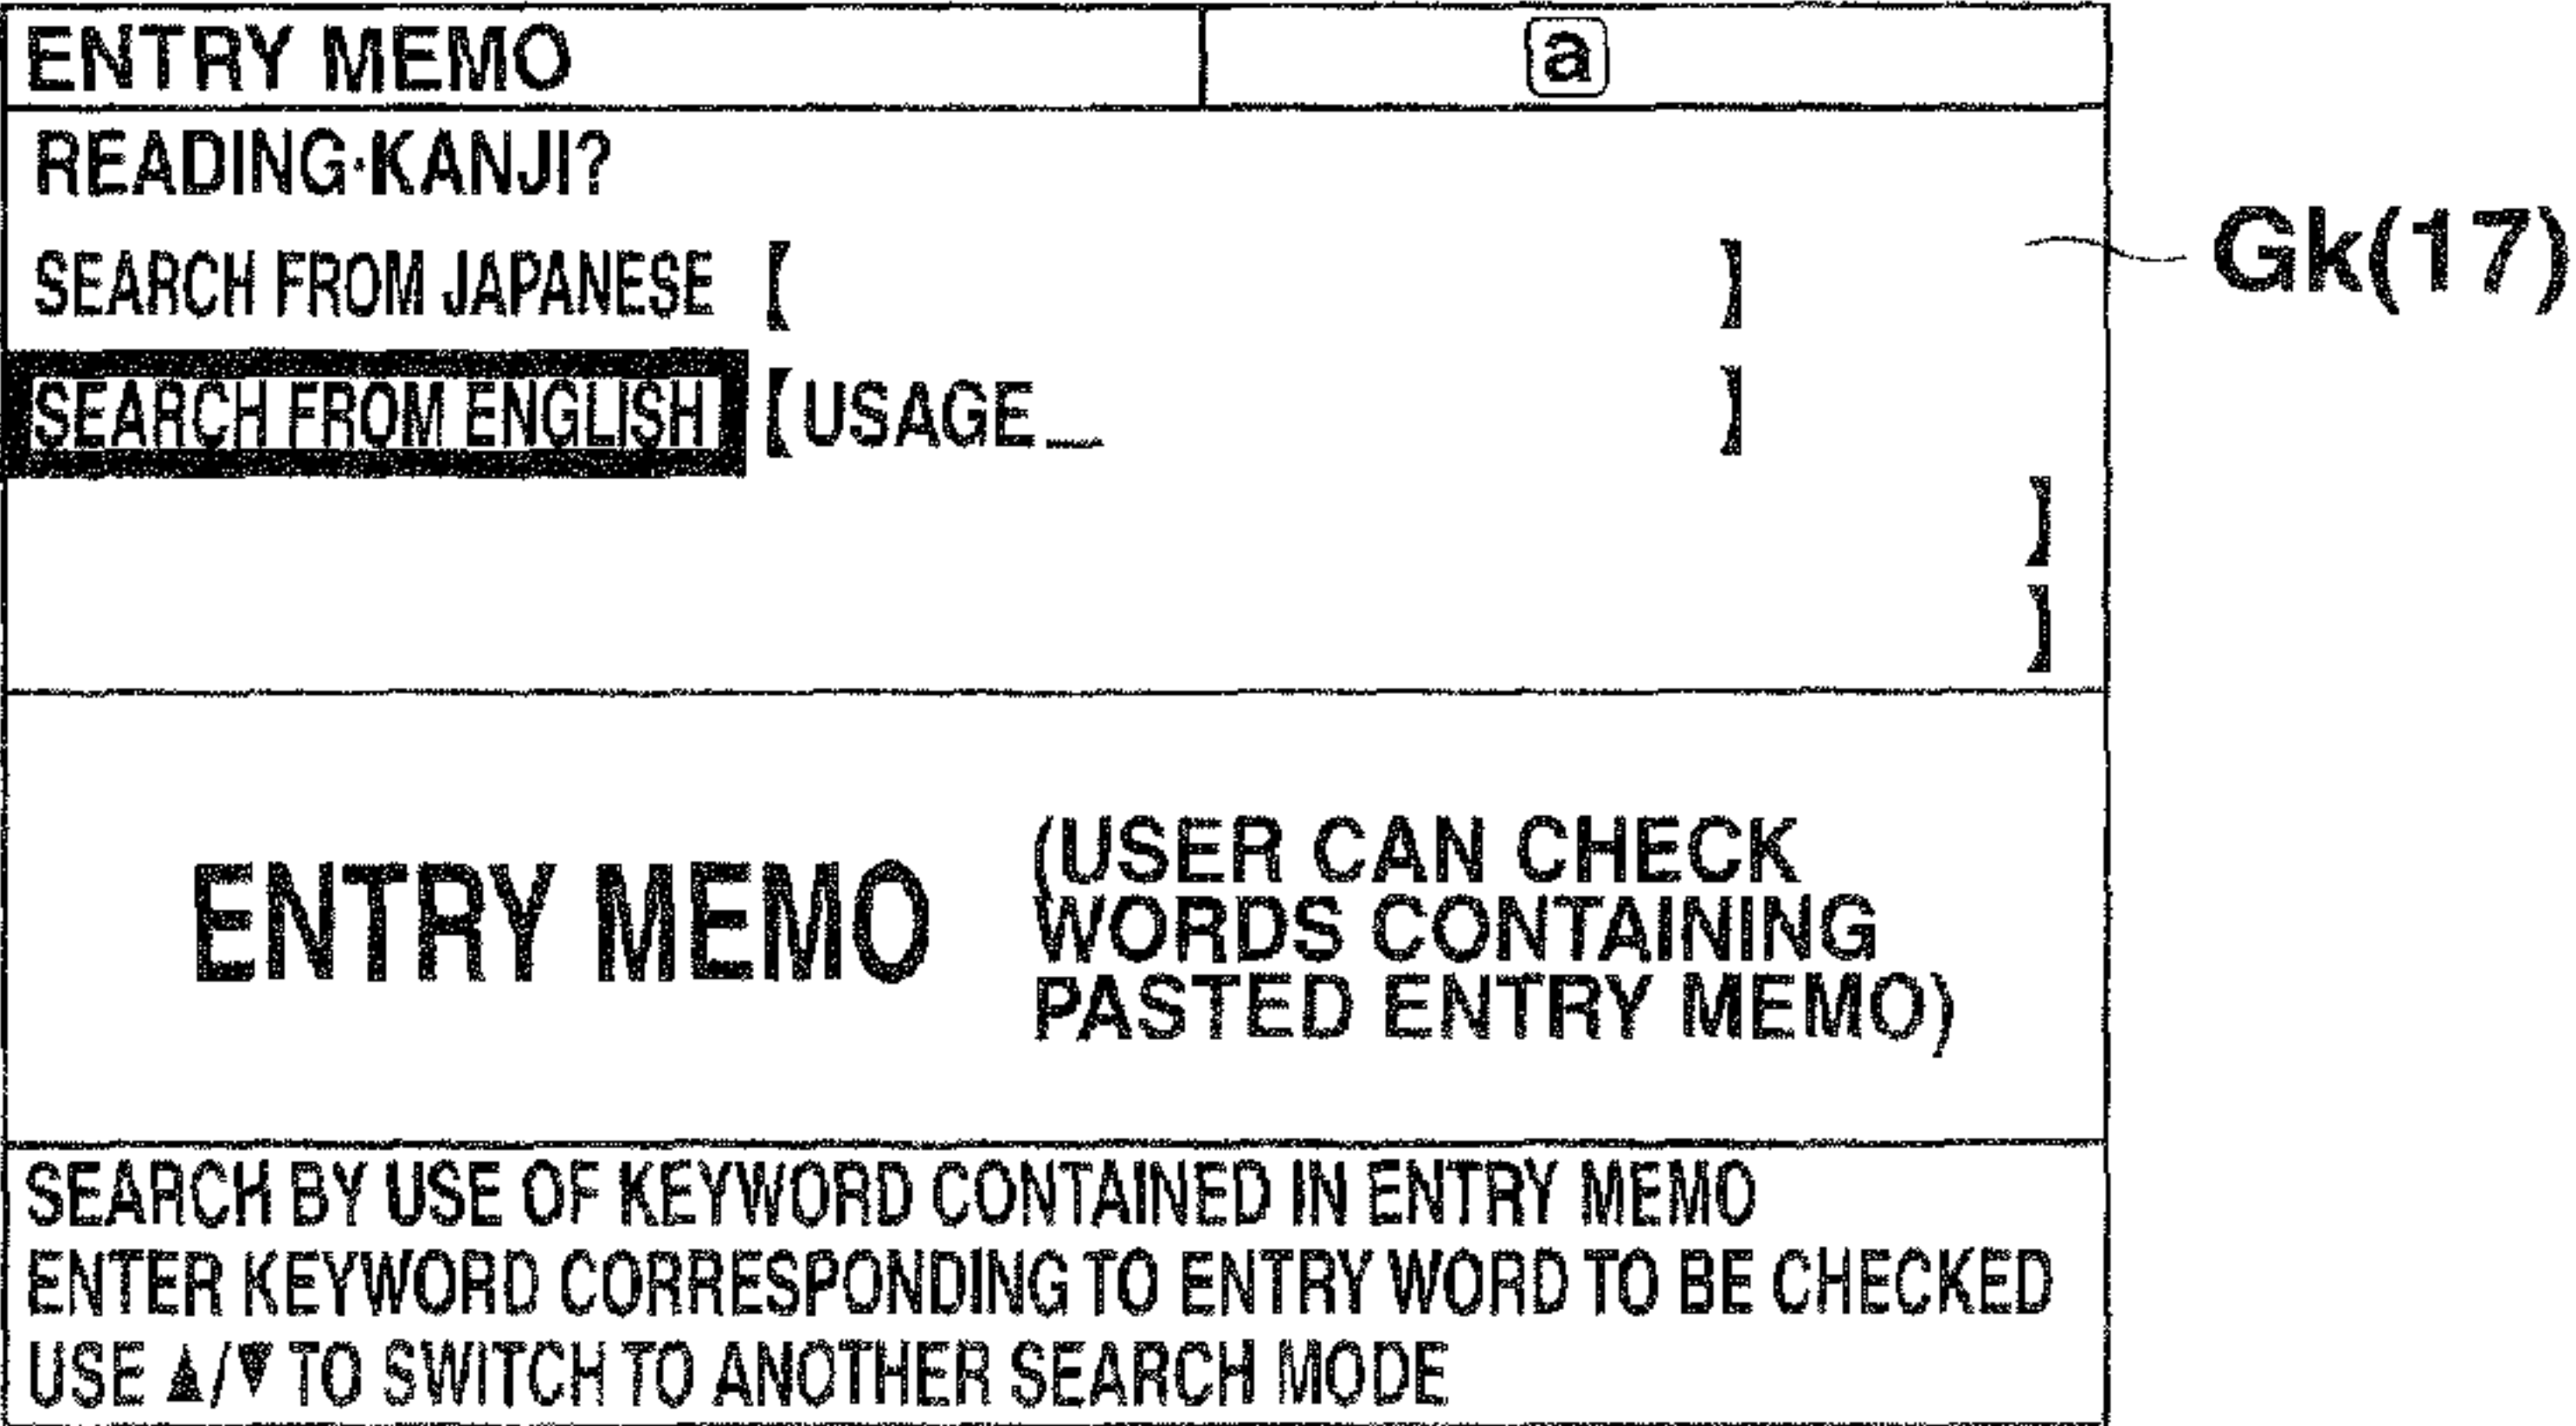 ENTRY MEMO a
READING·KANJI?
SEARCH FROM JAPANESE 【 】
Gk(17)
SEARCH FROM ENGLISH 【USAGE_ 】
】
】
ENTRY MEMO
(USER CAN CHECK
WORDS CONTAINING
PASTED ENTRY MEMO)
SEARCH BY USE OF KEYWORD CONTAINED IN ENTRY MEMO
ENTER KEYWORD CORRESPONDING TO ENTRY WORD TO BE CHECKED
USE ▲/▼ TO SWITCH TO ANOTHER SEARCH MODE